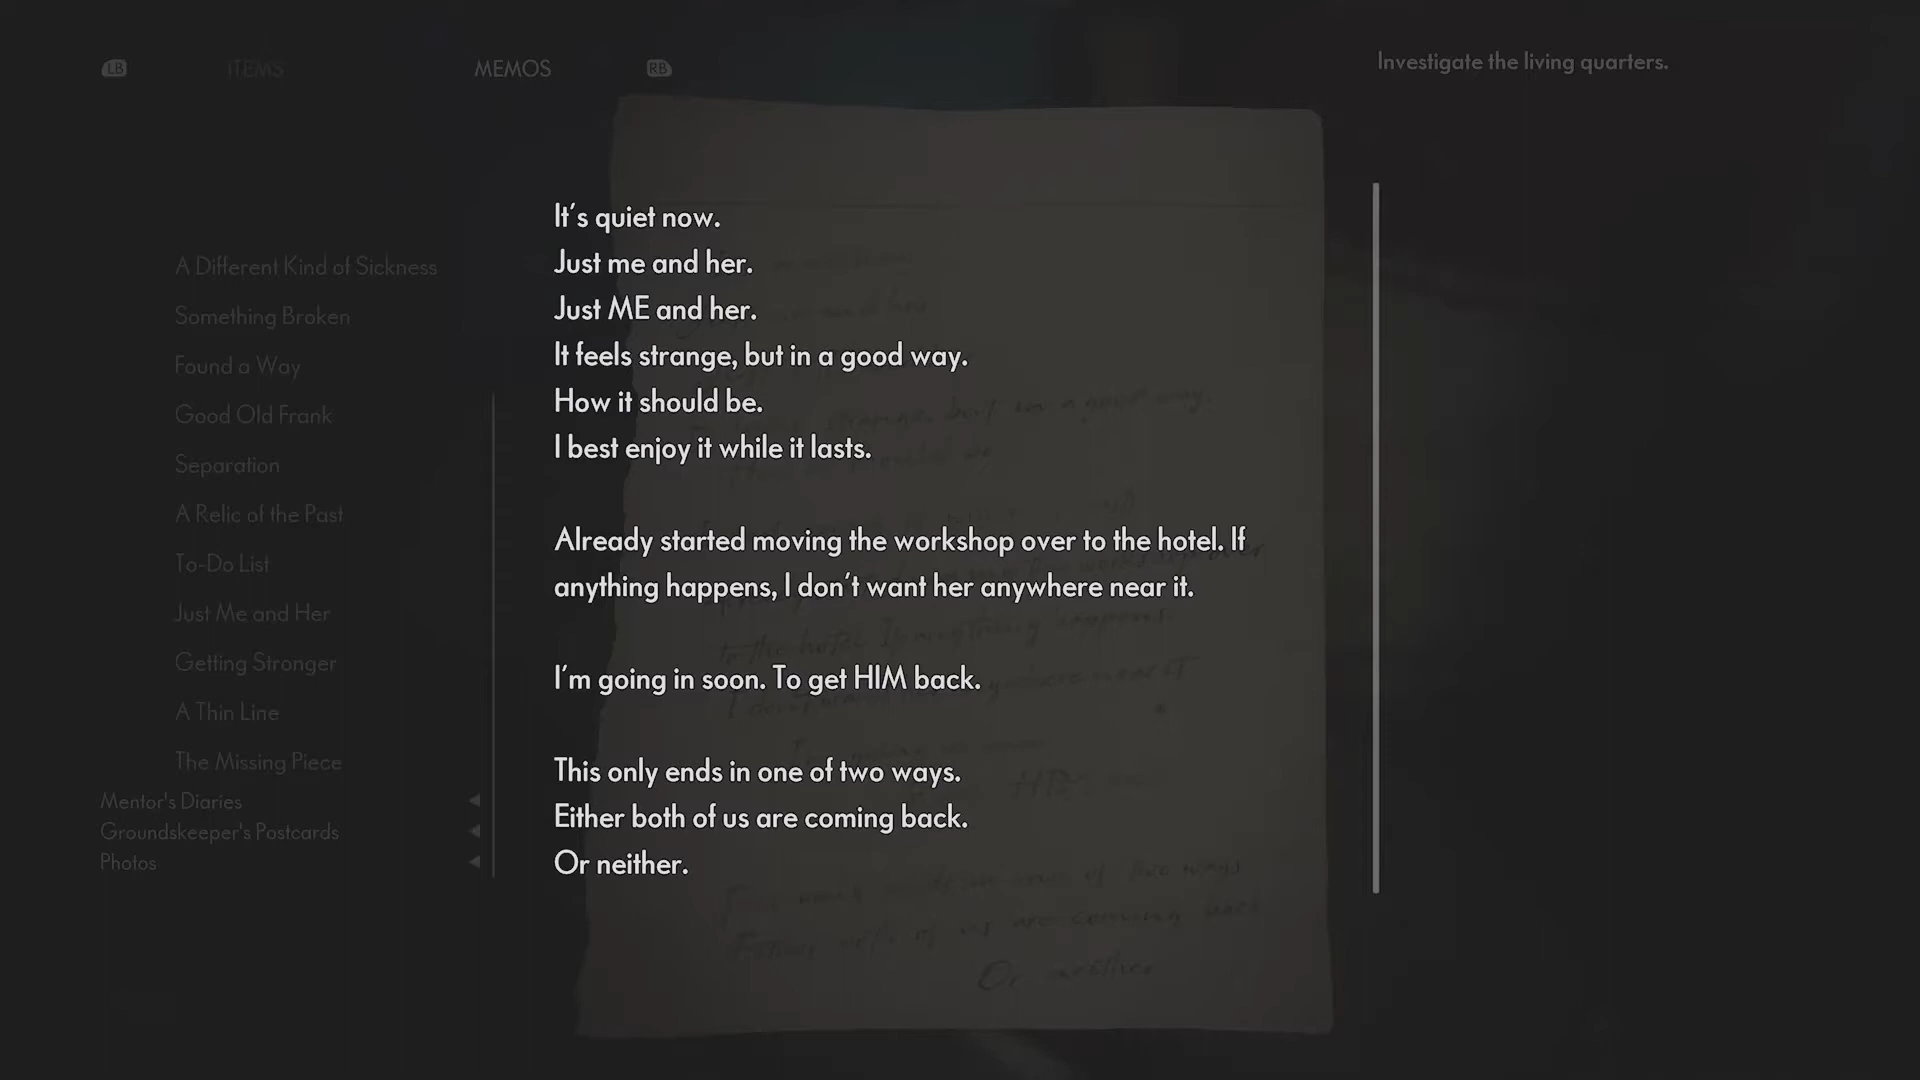 LB ITEMS MEMOS RB
Investigate the living quarters.
A Different Kind of Sickness
Something Broken
Found a Way
Good Old Frank
Separation
A Relic of the Past
To-Do List
Just Me and Her
Getting Stronger
A Thin Line
The Missing Piece
Mentor's Diaries
Groundskeeper's Postcards
Photos
It's quiet now.
Just me and her.
Just ME and her.
It feels strange, but in a good way.
How it should be.
I best enjoy it while it lasts.
Already started moving the workshop over to the hotel. If
anything happens, I don't want her anywhere near it.
I'm going in soon. To get HIM back.
This only ends in one of two ways.
Either both of us are coming back.
Or neither.